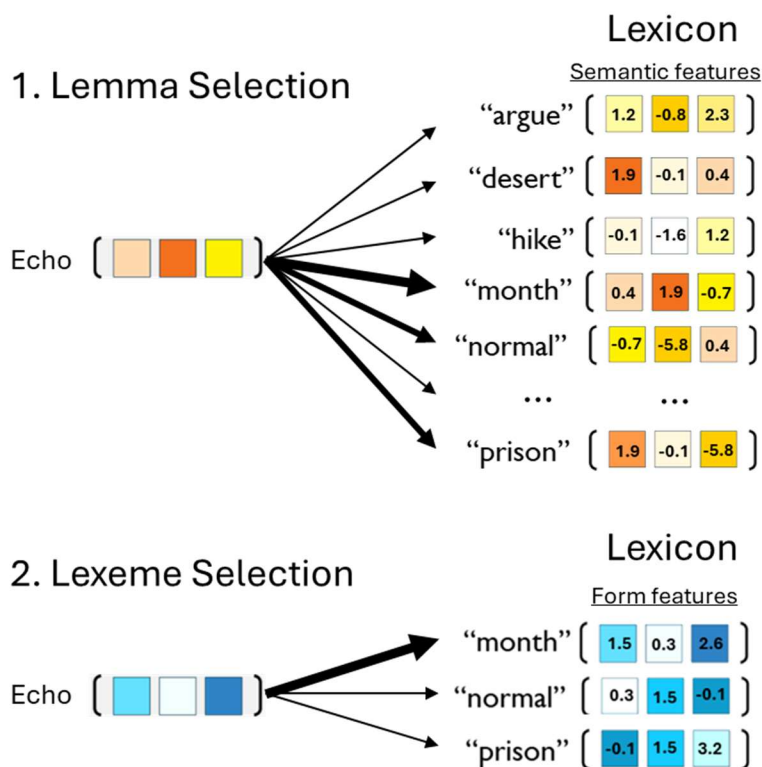 Lexicon
1. Lemma Selection
Semantic features
“argue” ( 1.2 -0.8 2.3 )
“desert” ( 1.9 -0.1 0.4 )
“hike” ( -0.1 -1.6 1.2 )
Echo ( )
“month” ( 0.4 1.9 -0.7 )
“normal” ( -0.7 -5.8 0.4 )
... ...
“prison” ( 1.9 -0.1 -5.8 )
Lexicon
2. Lexeme Selection
Form features
“month” ( 1.5 0.3 2.6 )
Echo ( )
“normal” ( 0.3 1.5 -0.1 )
“prison” ( -0.1 1.5 3.2 )